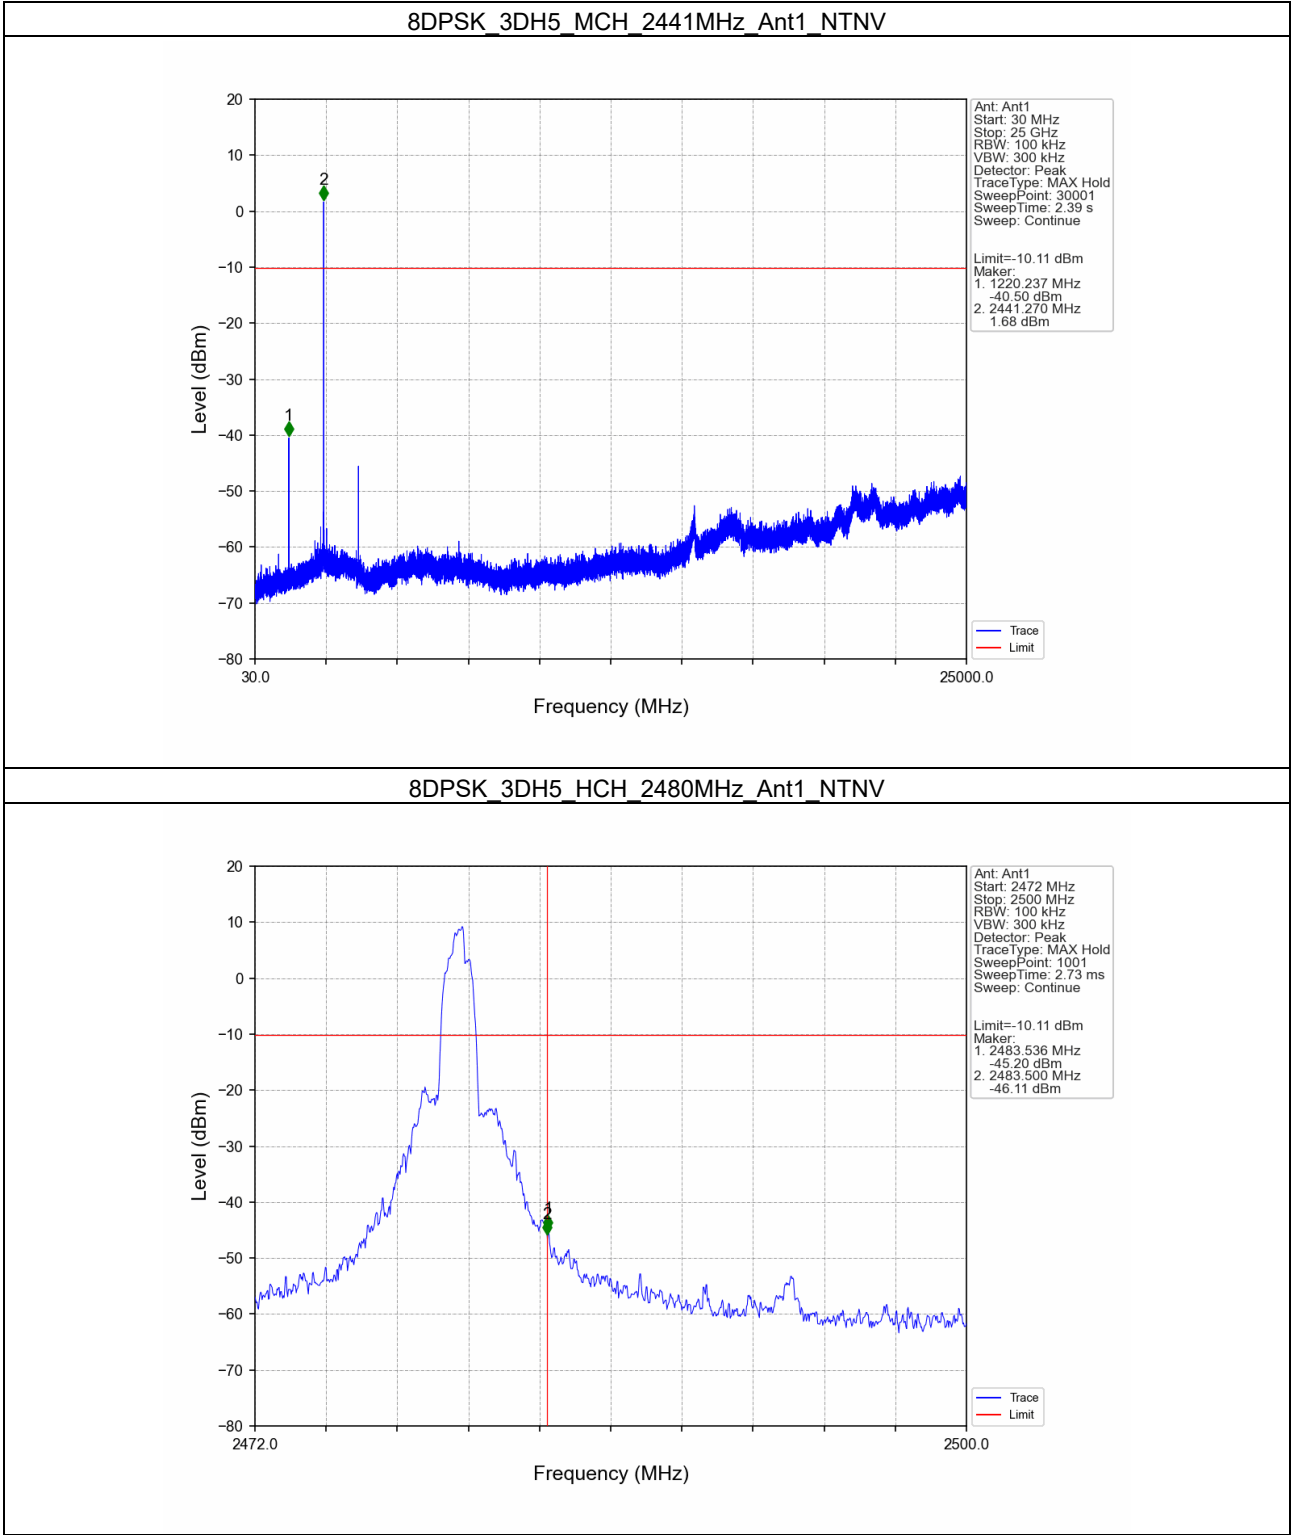 8DPSK_3DH5_MCH_2441MHz_Ant1_NTNV
20
10
0
−10
−20
−30
−40
−50
−60
−70
−80
Level (dBm)
1
2
30.0
25000.0
Frequency (MHz)
Ant: Ant1
Start: 30 MHz
Stop: 25 GHz
RBW: 100 kHz
VBW: 300 kHz
Detector: Peak
TraceType: MAX Hold
SweepPoint: 30001
SweepTime: 2.39 s
Sweep: Continue
Limit=-10.11 dBm
Maker:
1. 1220.237 MHz
-40.50 dBm
2. 2441.270 MHz
1.68 dBm
Trace
Limit
8DPSK_3DH5_HCH_2480MHz_Ant1_NTNV
20
10
0
−10
−20
−30
−40
−50
−60
−70
−80
Level (dBm)
1
2
2472.0
2500.0
Frequency (MHz)
Ant: Ant1
Start: 2472 MHz
Stop: 2500 MHz
RBW: 100 kHz
VBW: 300 kHz
Detector: Peak
TraceType: MAX Hold
SweepPoint: 1001
SweepTime: 2.73 ms
Sweep: Continue
Limit=-10.11 dBm
Maker:
1. 2483.536 MHz
-45.20 dBm
2. 2483.500 MHz
-46.11 dBm
Trace
Limit